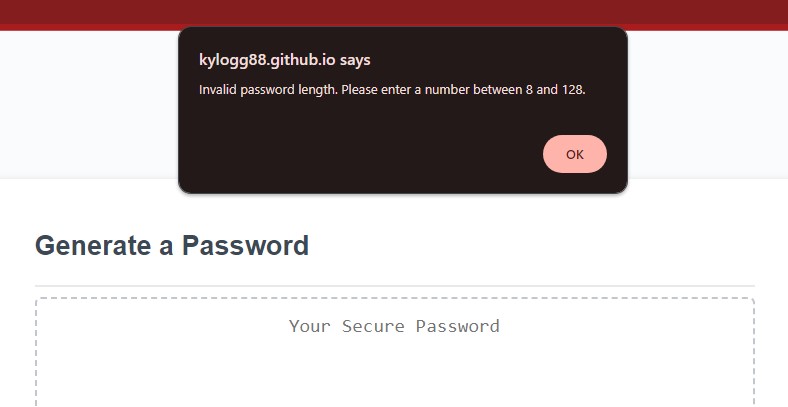 kylogg88.github.io says
Invalid password length. Please enter a number between 8 and 128.
OK
Generate a Password
Your Secure Password